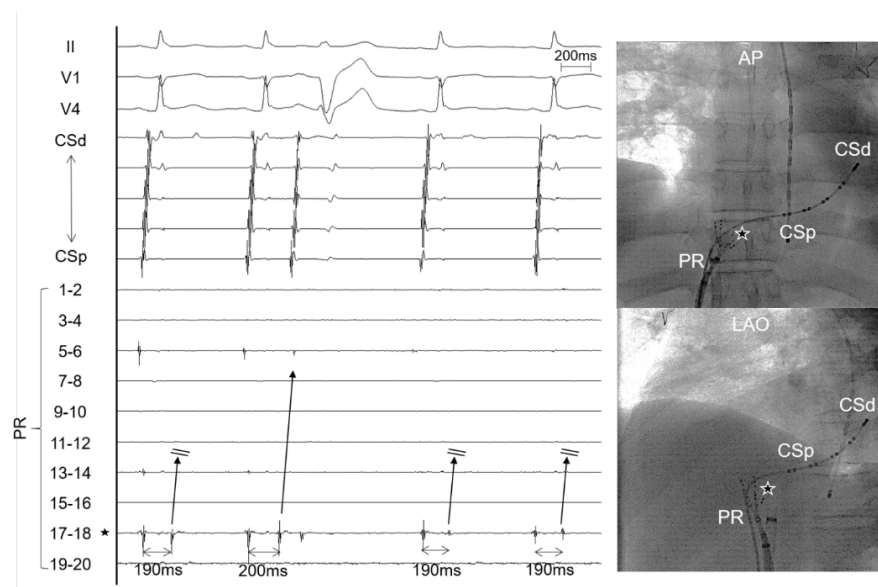 II
V1
V4
CSd
CSp
PR
1-2
3-4
5-6
7-8
9-10
11-12
13-14
15-16
17-18 ★
19-20
200ms
190ms
200ms
190ms
190ms
AP
CSd
CSp
PR
LAO
CSd
CSp
PR